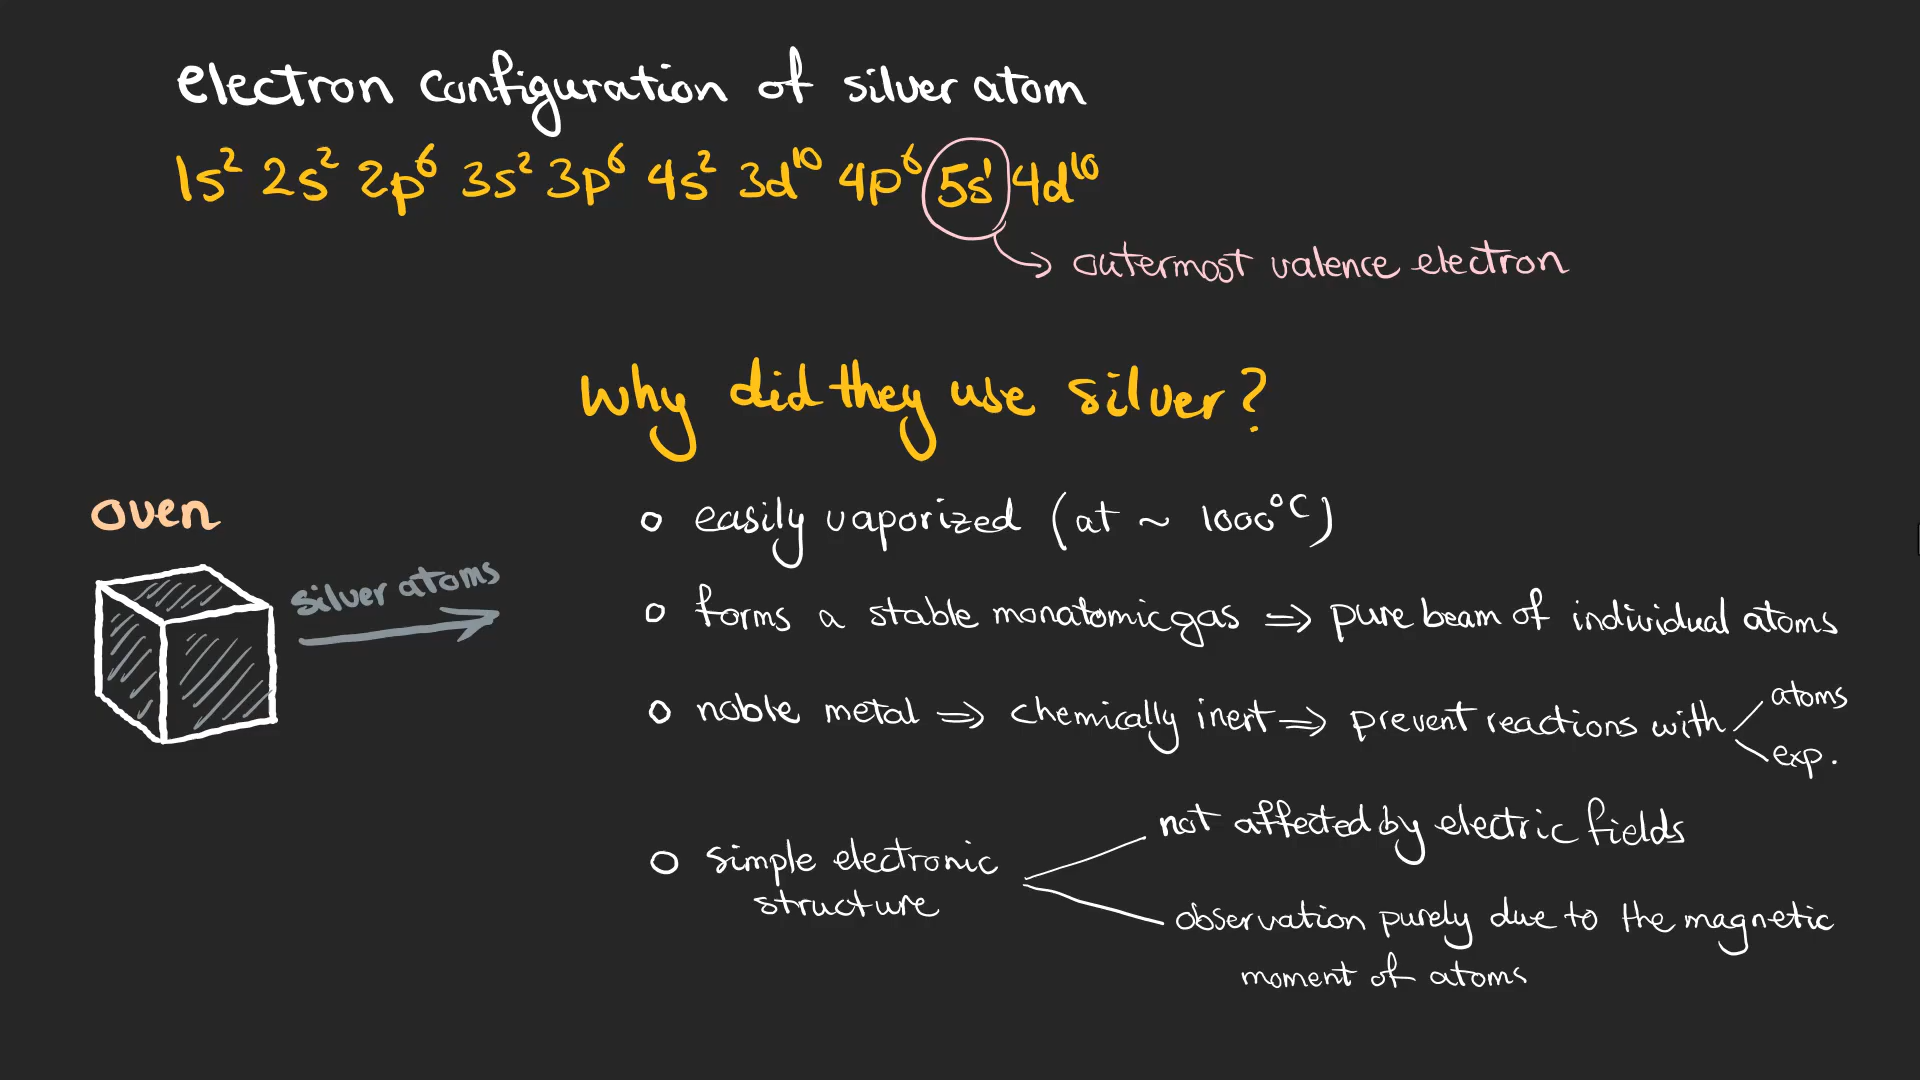 electron configuration of silver atom
1s² 2s² 2p⁶ 3s² 3p⁶ 4s² 3d¹⁰ 4p⁶ 5s¹ 4d¹⁰
outermost valence electron
Why did they use silver?
oven
silver atoms
o easily vaporized (at ~ 1000°C)
o forms a stable monatomic gas ⇒ pure beam of individual atoms
o noble metal ⇒ chemically inert ⇒ prevent reactions with
atoms
exp.
o simple electronic
structure
not affected by electric fields
observation purely due to the magnetic
moment of atoms